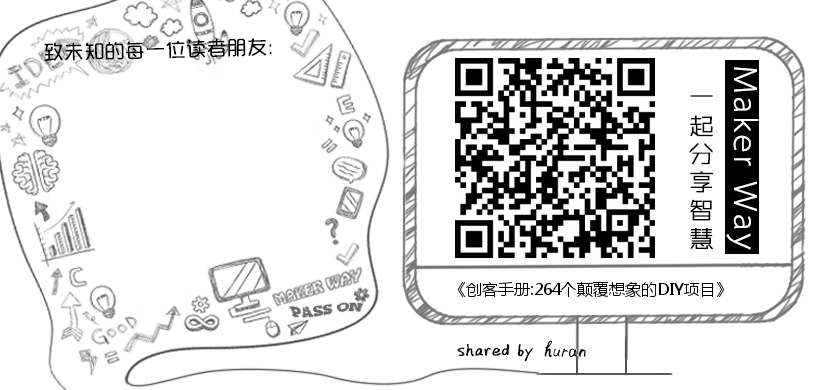 致未知的每一位读者朋友:
IDEA
E
C
GOOD
MAKER WAY
PASS ON
一起分享智慧
Maker Way
《创客手册:264个颠覆想象的DIY项目》
shared by huran